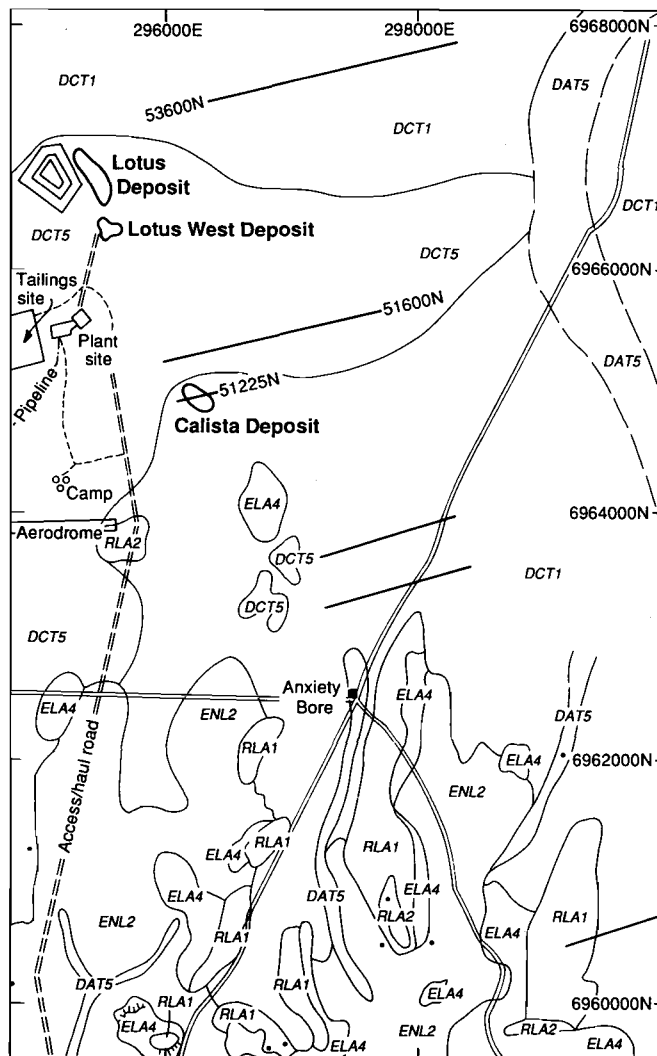 296000E
298000E
6968000N
DCT1
DAT5
53600N
DCT1
Lotus
Deposit
DCT1
Lotus West Deposit
DCT5
DCT5
6966000N
Tailings
site
51600N
Plant
site
DAT5
Pipeline
51225N
Calista Deposit
Camp
ELA4
6964000N
Aerodrome
RLA2
DCT5
DCT1
DCT5
DCT5
Anxiety
Bore
ELA4
ELA4
ENL2
DAT5
RLA1
ELA4
6962000N
ENL2
Access/haul road
RLA1
ELA4
RLA1
ELA4
DAT5
ELA4
RLA2
RLA1
ENL2
RLA1
ELA4
DAT5
RLA1
RLA1
ELA4
6960000N
ELA4
RLA1
ELA4
ENL2
RLA2
ELA4